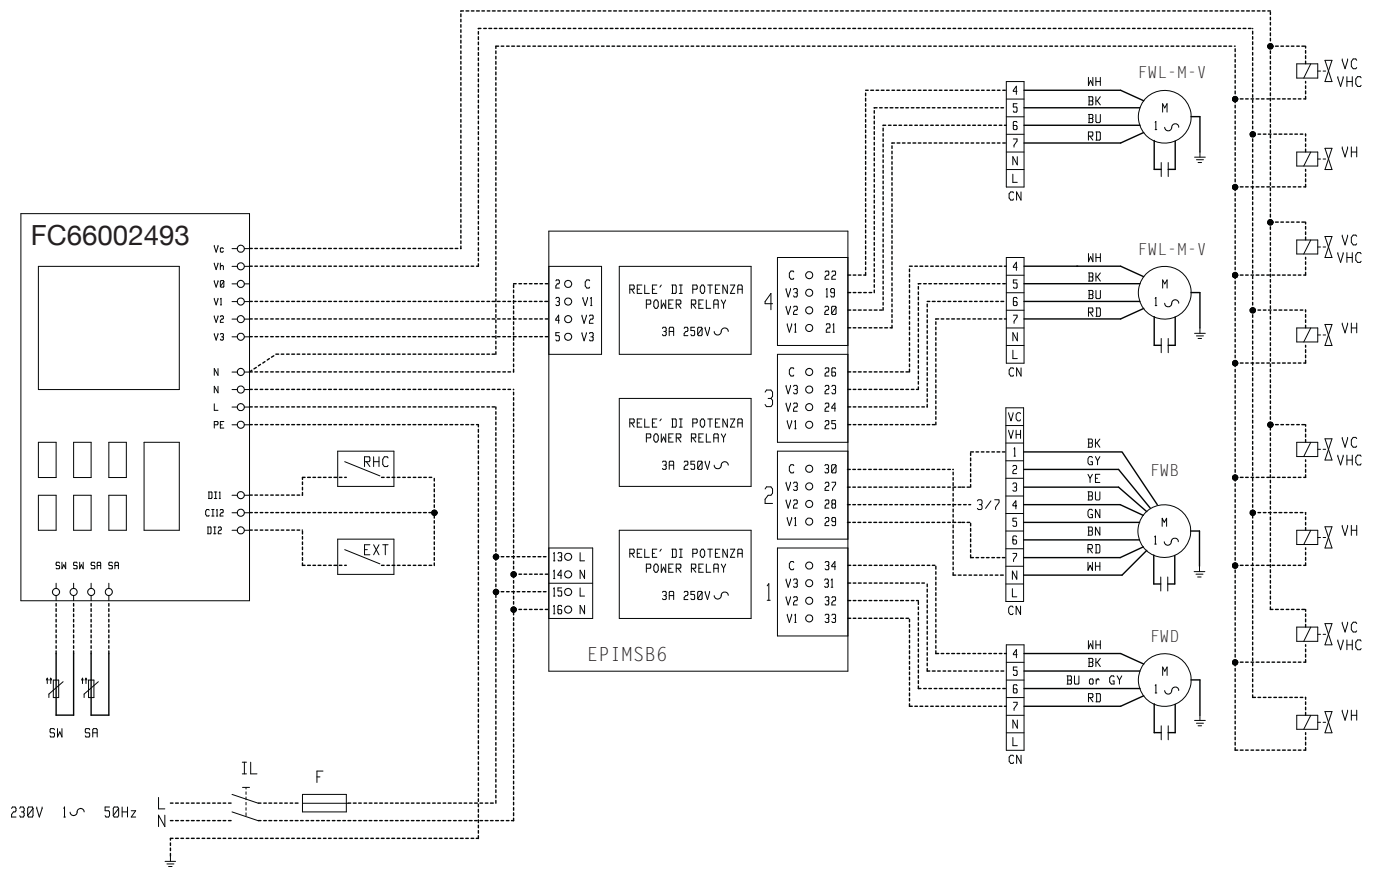 FC66002493
Vc
Vh
V0
V1
V2
V3
N
N
L
PE
DI1
CI12
DI2
SW SW SA SA
SW SA
RHC
EXT
IL
F
230V 1 50Hz
L
N
2 C
3 V1
4 V2
5 V3
13 L
14 N
15 L
16 N
RELE' DI POTENZA
POWER RELAY
3A 250V
RELE' DI POTENZA
POWER RELAY
3A 250V
RELE' DI POTENZA
POWER RELAY
3A 250V
EPIMSB6
4
C 22
V3 19
V2 20
V1 21
3
C 26
V3 23
V2 24
V1 25
2
C 30
V3 27
V2 28
V1 29
1
C 34
V3 31
V2 32
V1 33
FWL-M-V
4 WH
5 BK
6 BU
7 RD
N
L
CN
M
1
FWL-M-V
4 WH
5 BK
6 BU
7 RD
N
L
CN
M
1
FWB
3/7
VC
VH
1 BK
2 GY
3 YE
4 BU
5 GN
6 BN
7 RD
N WH
L
CN
M
1
FWD
4 WH
5 BK
6 BU or GY
7 RD
N
L
CN
M
1
VC
VHC
VH
VC
VHC
VH
VC
VHC
VH
VC
VHC
VH